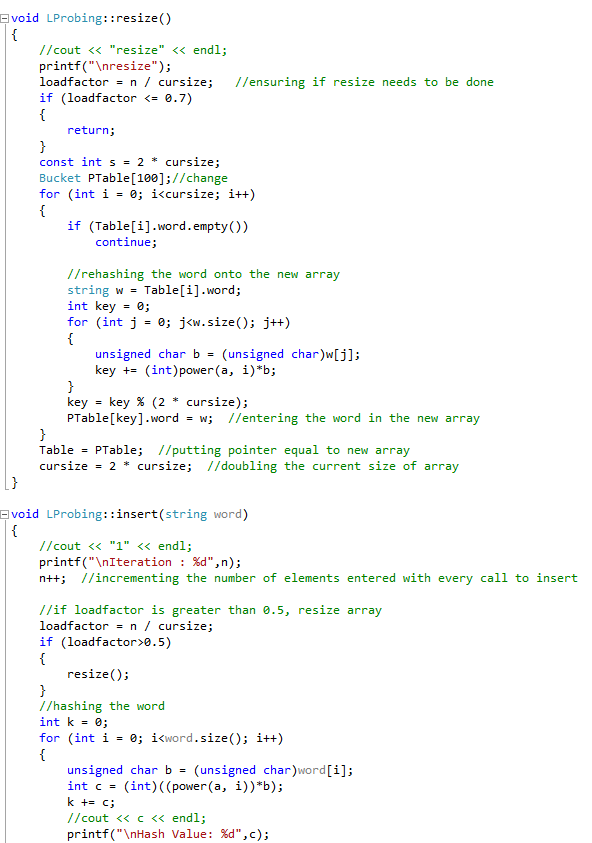 void LProbing::resize()
{
    //cout << "resize" << endl;
    printf("\nresize");
    loadfactor = n / cursize;   //ensuring if resize needs to be done
    if (loadfactor <= 0.7)
    {
        return;
    }
    const int s = 2 * cursize;
    Bucket PTable[100];//change
    for (int i = 0; i<cursize; i++)
    {
        if (Table[i].word.empty())
            continue;

        //rehashing the word onto the new array
        string w = Table[i].word;
        int key = 0;
        for (int j = 0; j<w.size(); j++)
        {
            unsigned char b = (unsigned char)w[j];
            key += (int)power(a, i)*b;
        }
        key = key % (2 * cursize);
        PTable[key].word = w;  //entering the word in the new array
    }
    Table = PTable;  //putting pointer equal to new array
    cursize = 2 * cursize;  //doubling the current size of array
}

void LProbing::insert(string word)
{
    //cout << "1" << endl;
    printf("\nIteration : %d",n);
    n++;  //incrementing the number of elements entered with every call to insert

    //if loadfactor is greater than 0.5, resize array
    loadfactor = n / cursize;
    if (loadfactor>0.5)
    {
        resize();
    }
    //hashing the word
    int k = 0;
    for (int i = 0; i<word.size(); i++)
    {
        unsigned char b = (unsigned char)word[i];
        int c = (int)((power(a, i))*b);
        k += c;
        //cout << c << endl;
        printf("\nHash Value: %d",c);